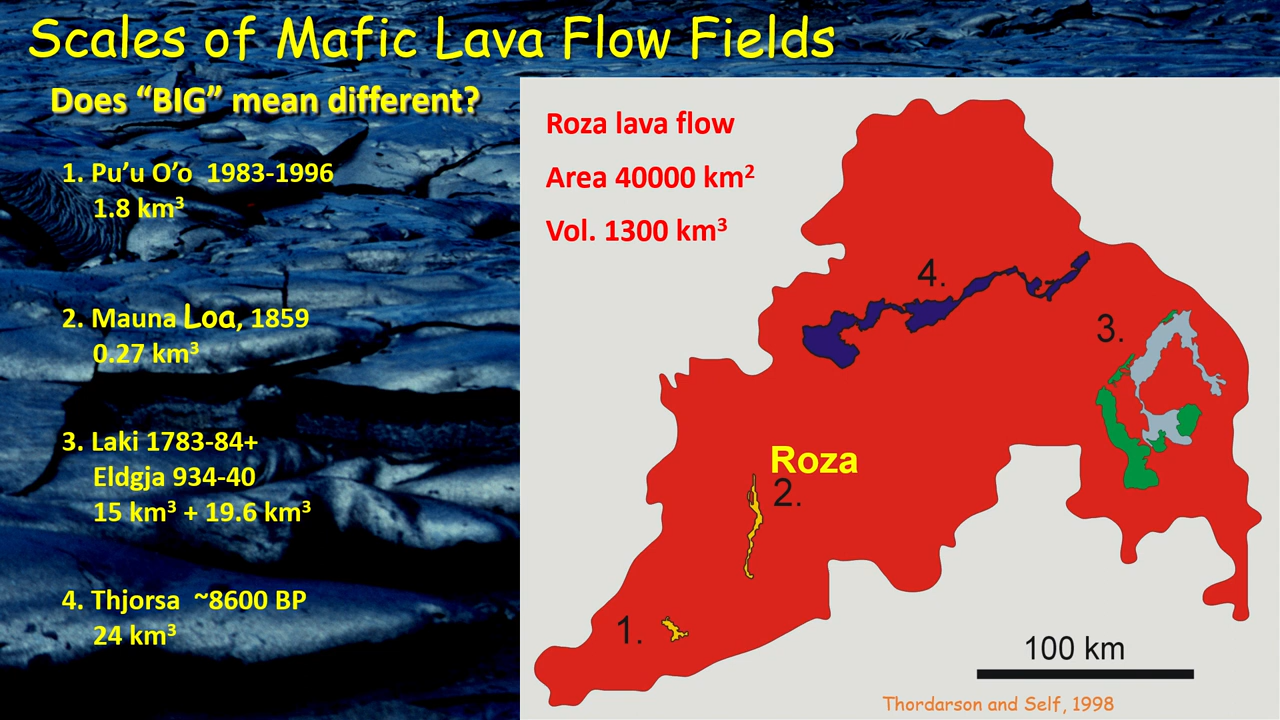 Scales of Mafic Lava Flow Fields
Does “BIG” mean different?
1. Pu’u O’o 1983-1996
1.8 km³
2. Mauna Loa, 1859
0.27 km³
3. Laki 1783-84+
Eldgja 934-40
15 km³ + 19.6 km³
4. Thjorsa ~8600 BP
24 km³
Roza lava flow
Area 40000 km²
Vol. 1300 km³
4.
3.
Roza
2.
1.
100 km
Thordarson and Self, 1998